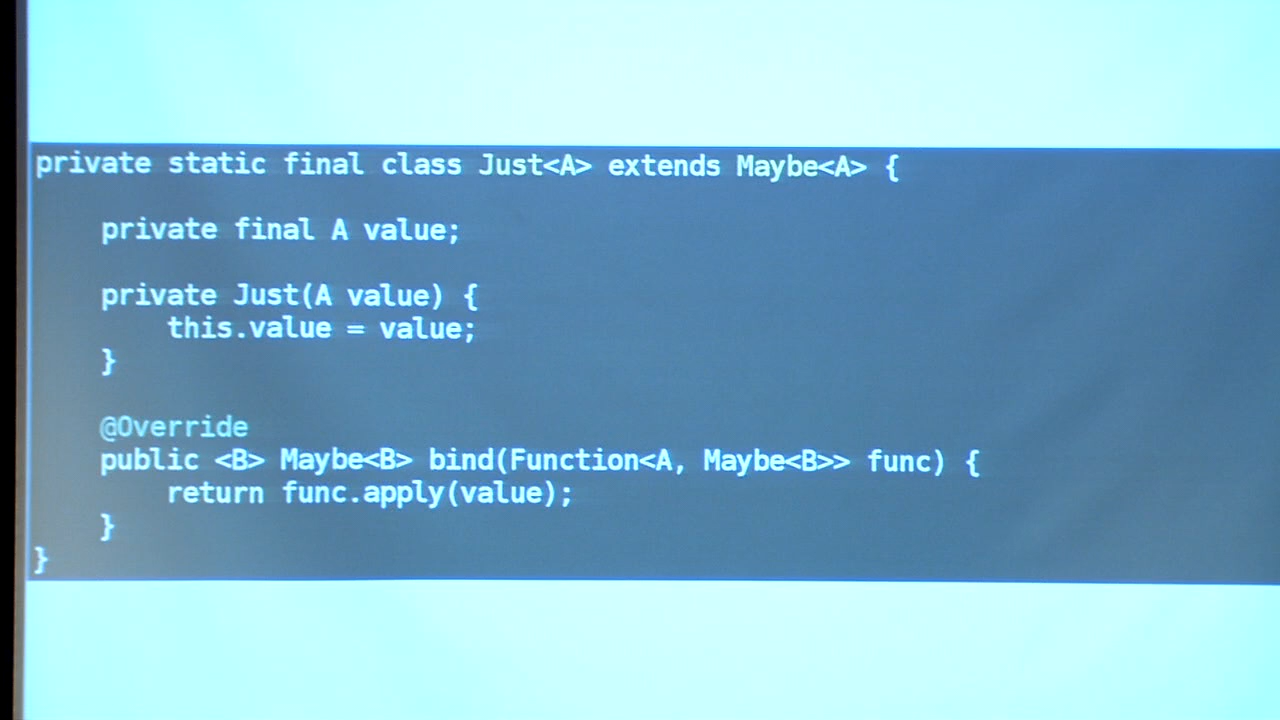 private static final class Just<A> extends Maybe<A> {
private final A value;
private Just(A value) {
this.value = value;
}
@Override
public <B> Maybe<B> bind(Function<A, Maybe<B>> func) {
return func.apply(value);
}
}